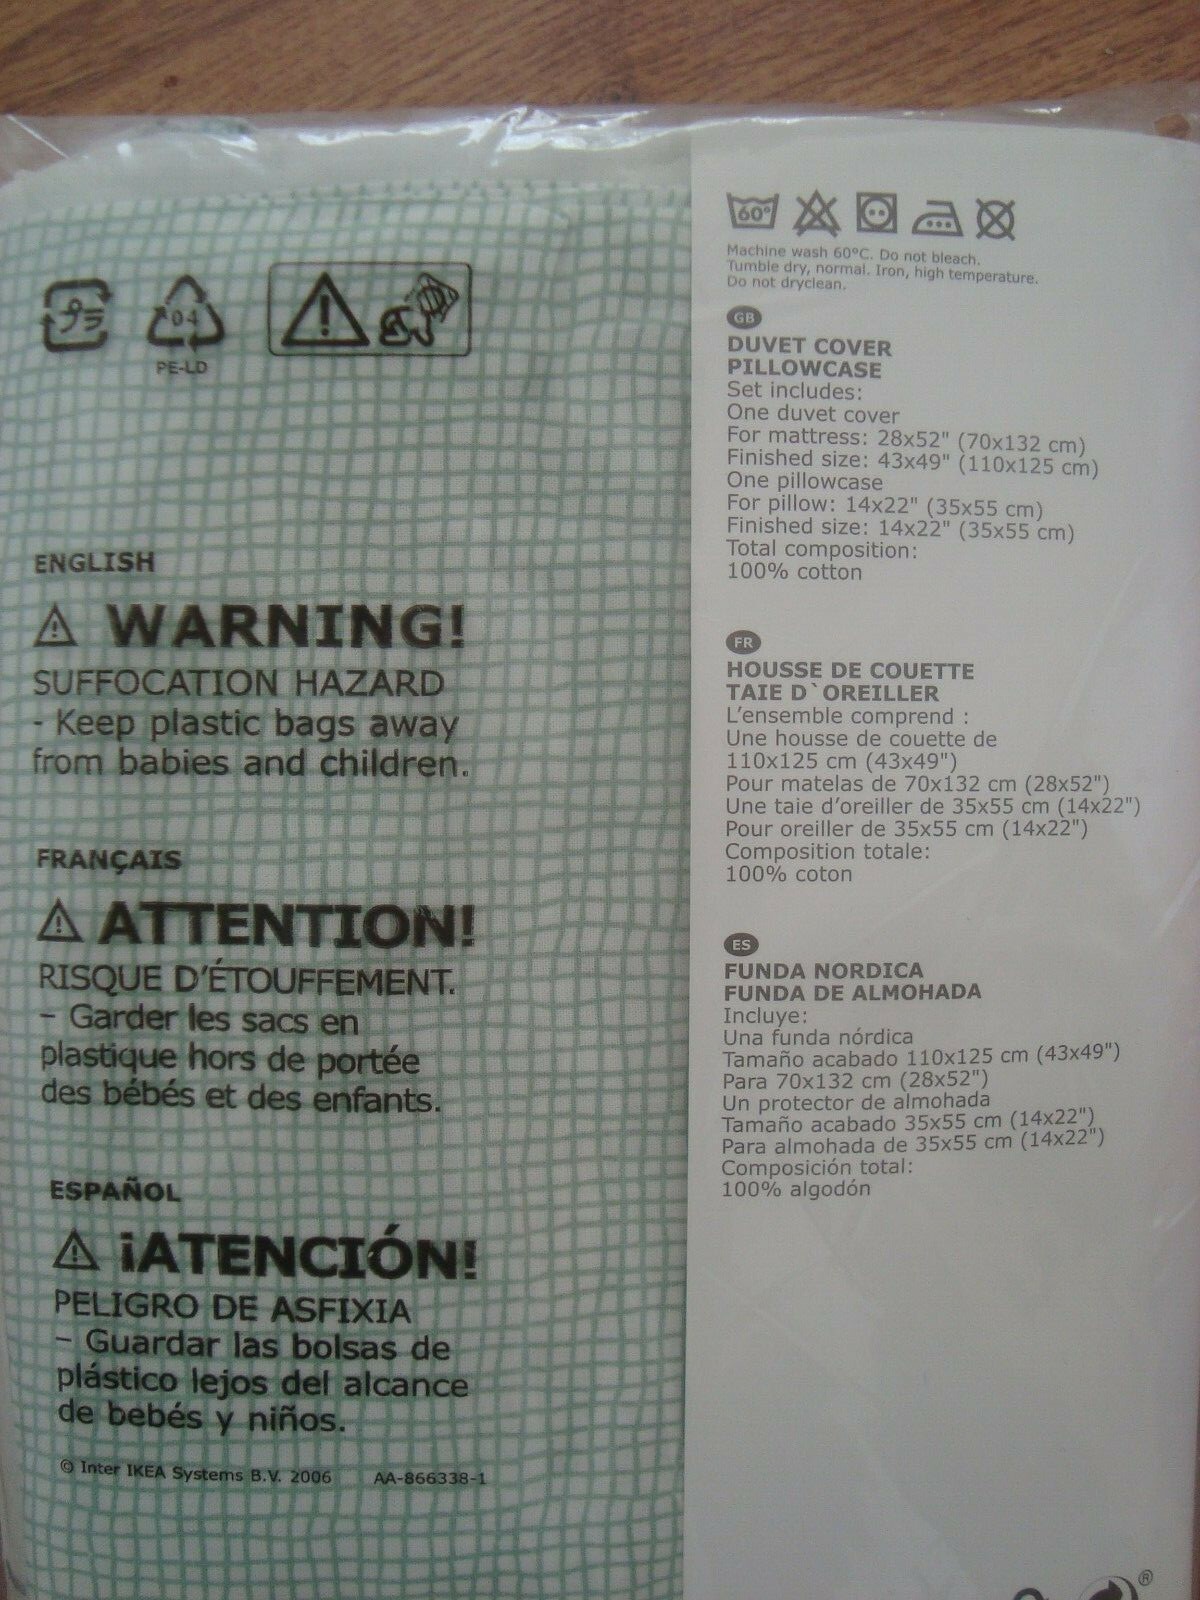 プラ
04
PE-LD
ENGLISH
WARNING!
SUFFOCATION HAZARD
- Keep plastic bags away
from babies and children.
FRANÇAIS
ATTENTION!
RISQUE D'ÉTOUFFEMENT.
– Garder les sacs en
plastique hors de portée
des bébés et des enfants.
ESPAÑOL
¡ATENCIÓN!
PELIGRO DE ASFIXIA
– Guardar las bolsas de
plástico lejos del alcance
de bebés y niños.
© Inter IKEA Systems B.V. 2006 AA-866338-1
60°
Machine wash 60°C. Do not bleach.
Tumble dry, normal. Iron, high temperature.
Do not dryclean.
GB
DUVET COVER
PILLOWCASE
Set includes:
One duvet cover
For mattress: 28x52" (70x132 cm)
Finished size: 43x49" (110x125 cm)
One pillowcase
For pillow: 14x22" (35x55 cm)
Finished size: 14x22" (35x55 cm)
Total composition:
100% cotton
FR
HOUSSE DE COUETTE
TAIE D`OREILLER
L'ensemble comprend :
Une housse de couette de
110x125 cm (43x49")
Pour matelas de 70x132 cm (28x52")
Une taie d'oreiller de 35x55 cm (14x22")
Pour oreiller de 35x55 cm (14x22")
Composition totale:
100% coton
ES
FUNDA NORDICA
FUNDA DE ALMOHADA
Incluye:
Una funda nórdica
Tamaño acabado 110x125 cm (43x49")
Para 70x132 cm (28x52")
Un protector de almohada
Tamaño acabado 35x55 cm (14x22")
Para almohada de 35x55 cm (14x22")
Composición total:
100% algodón
®